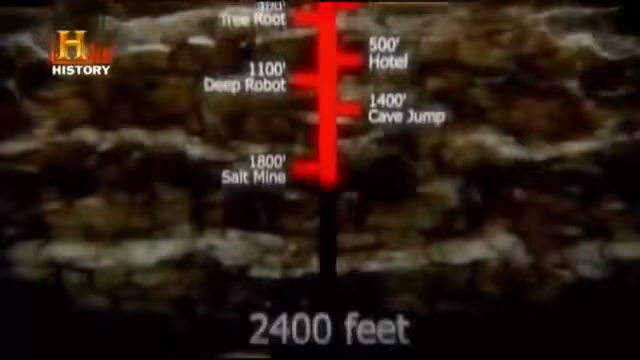 Tree Root
H
HISTORY
500'
Hotel
1100'
Deep Robot
1400'
Cave Jump
1800'
Salt Mine
2400 feet